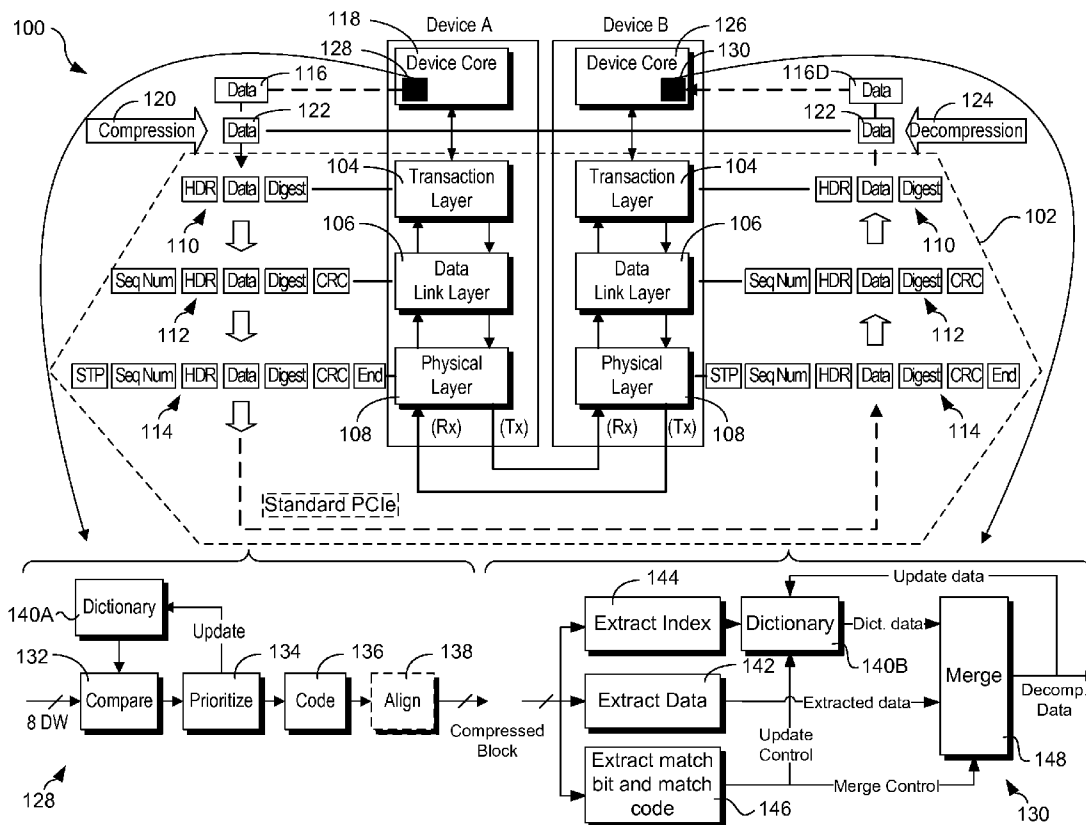 100
Device A
Device B
118
Device Core
128
126
Device Core
130
116
Data
116D
Data
120
Compression
122
Data
122
Data
124
Decompression
104
Transaction
Layer
Transaction
Layer
104
HDR Data Digest
110
HDR Data Digest
110
102
106
Data
Link Layer
Data
Link Layer
106
Seq Num HDR Data Digest CRC
112
Seq Num HDR Data Digest CRC
112
Physical
Layer
Physical
Layer
STP Seq Num HDR Data Digest CRC End
114
108
STP Seq Num HDR Data Digest CRC End
108
114
(Rx) (Tx)
(Rx) (Tx)
Standard PCIe
140A
Dictionary
Update
132
134
136
138
8 DW
Compare
Prioritize
Code
Align
Compressed
Block
128
144
Extract Index
Update data
Dictionary
140B
Dict. data
142
Extract Data
Extracted data
Update
Control
Extract match
bit and match
code
146
Merge Control
Merge
148
Decomp.
Data
130